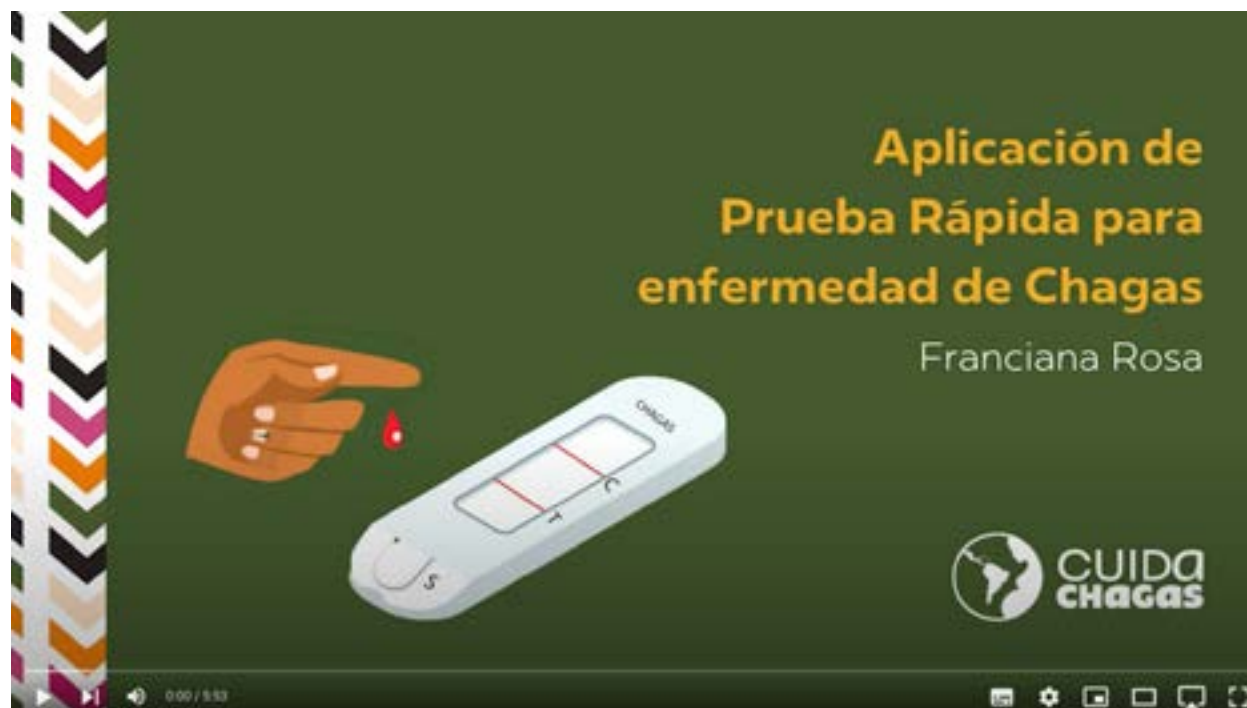 Aplicación de
Prueba Rápida para
enfermedad de Chagas
Franciana Rosa
CHAGAS
C
T
S
CUIDA
CHAGAS
0:00 / 5:53